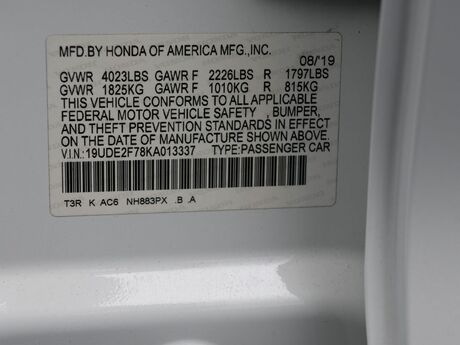 MFD.BY HONDA OF AMERICA MFG.,INC.
08/'19
GVWR 4023LBS GAWR F 2226LBS R 1797LBS
GVWR 1825KG GAWR F 1010KG R 815KG
THIS VEHICLE CONFORMS TO ALL APPLICABLE
FEDERAL MOTOR VEHICLE SAFETY , BUMPER,
AND THEFT PREVENTION STANDARDS IN EFFECT
ON THE DATE OF MANUFACTURE SHOWN ABOVE.
V.I.N:19UDE2F78KA013337 TYPE:PASSENGER CAR
T3R K AC6 NH883PX .B .A